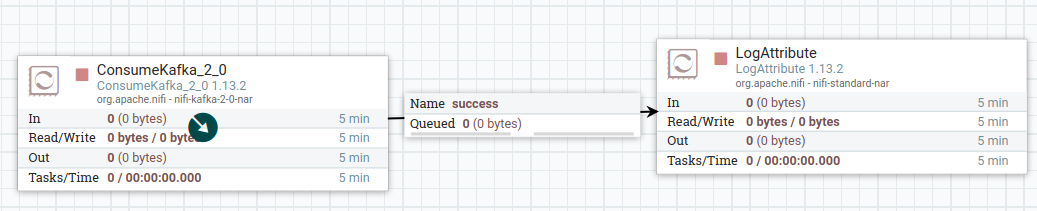 ConsumeKafka_2_0
ConsumeKafka_2_0 1.13.2
org.apache.nifi - nifi-kafka-2-0-nar
In 0 (0 bytes) 5 min
Read/Write 0 bytes / 0 bytes 5 min
Out 0 (0 bytes) 5 min
Tasks/Time 0 / 00:00:00.000 5 min
Name success
Queued 0 (0 bytes)
LogAttribute
LogAttribute 1.13.2
org.apache.nifi - nifi-standard-nar
In 0 (0 bytes) 5 min
Read/Write 0 bytes / 0 bytes 5 min
Out 0 (0 bytes) 5 min
Tasks/Time 0 / 00:00:00.000 5 min